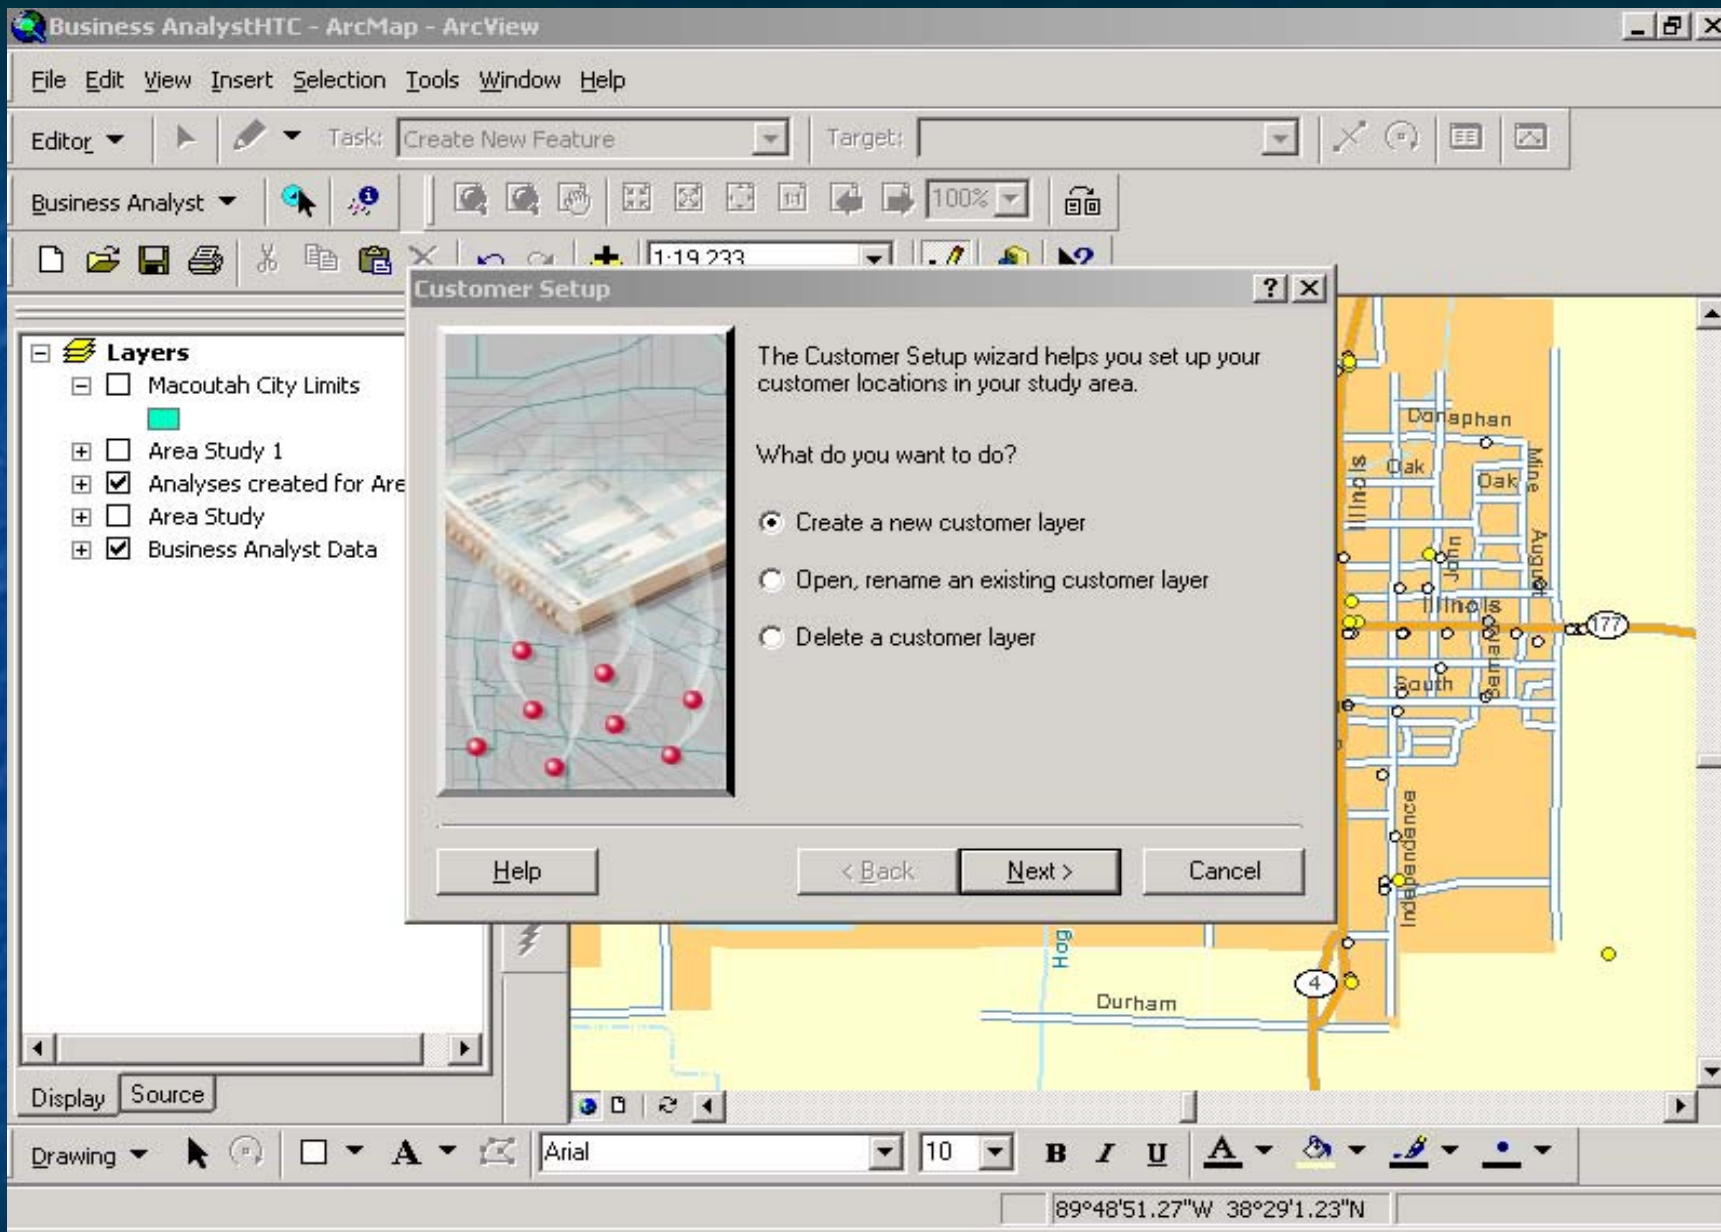 Business AnalystHTC - ArcMap - ArcView
File Edit View Insert Selection Tools Window Help
Editor Task: Create New Feature Target:
Business Analyst 100%
1:19,233
Customer Setup
The Customer Setup wizard helps you set up your
customer locations in your study area.
What do you want to do?
Create a new customer layer
Open, rename an existing customer layer
Delete a customer layer
Help < Back Next > Cancel
Layers
Macoutah City Limits
Area Study 1
Analyses created for Are
Area Study
Business Analyst Data
Donaphan
Oak
Oak
Mine
Illinois
John
August
Illinois
177
South
Independence
Hog
4
Durham
Display Source
Drawing A Arial 10 B I U A
89°48'51.27"W 38°29'1.23"N